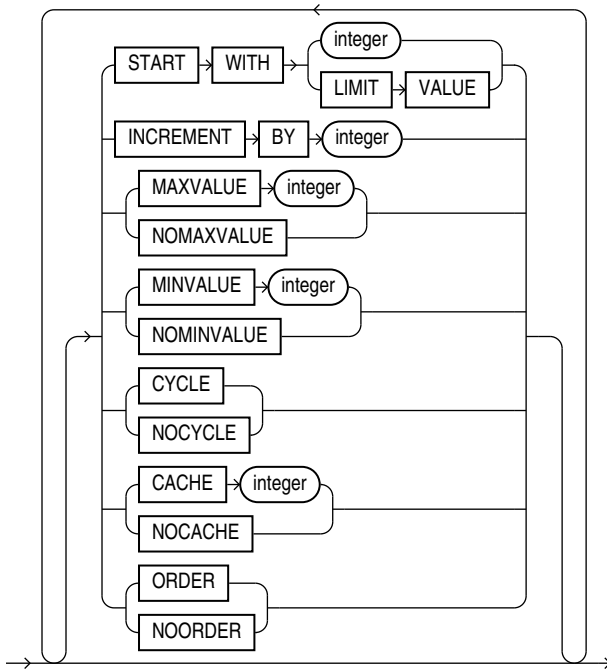 integer
START WITH
LIMIT VALUE
INCREMENT BY integer
MAXVALUE integer
NOMAXVALUE
MINVALUE integer
NOMINVALUE
CYCLE
NOCYCLE
CACHE integer
NOCACHE
ORDER
NOORDER